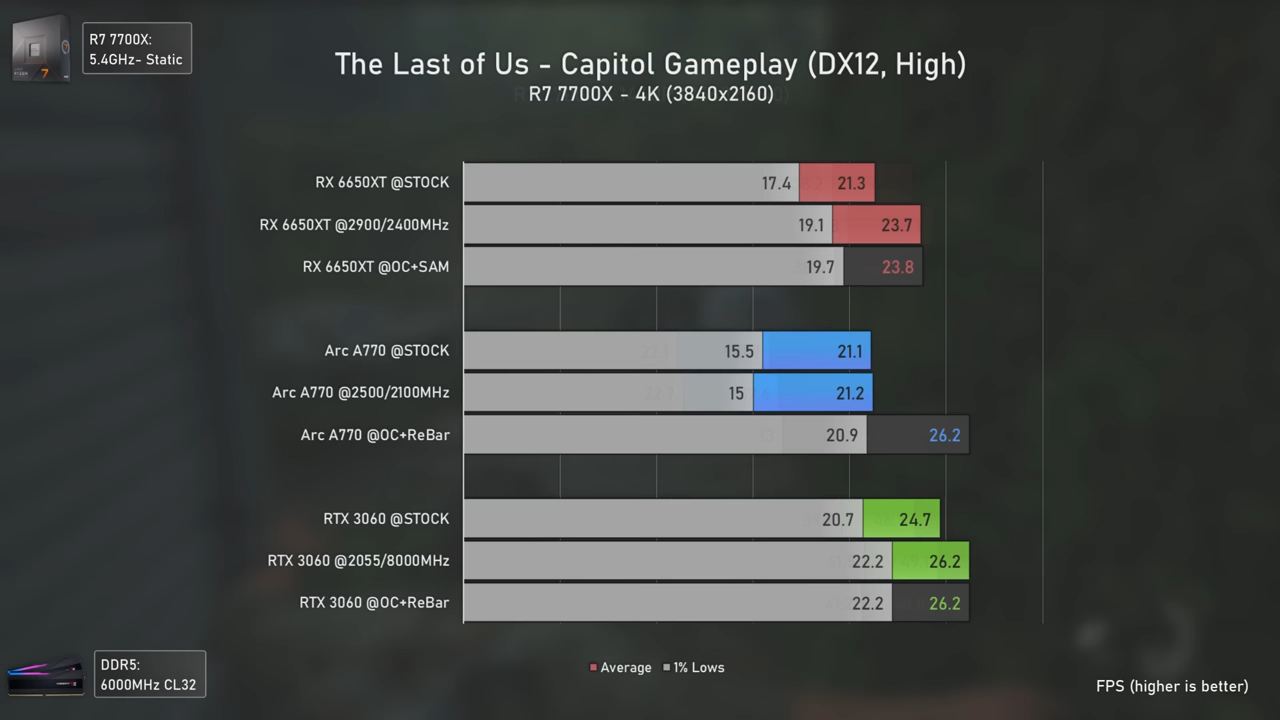 R7 7700X:
5.4GHz- Static
The Last of Us - Capitol Gameplay (DX12, High)
R7 7700X - 4K (3840x2160)
RX 6650XT @STOCK 17.4 21.3
RX 6650XT @2900/2400MHz 19.1 23.7
RX 6650XT @OC+SAM 19.7 23.8
Arc A770 @STOCK 15.5 21.1
Arc A770 @2500/2100MHz 15 21.2
Arc A770 @OC+ReBar 20.9 26.2
RTX 3060 @STOCK 20.7 24.7
RTX 3060 @2055/8000MHz 22.2 26.2
RTX 3060 @OC+ReBar 22.2 26.2
DDR5:
6000MHz CL32
Average 1% Lows
FPS (higher is better)